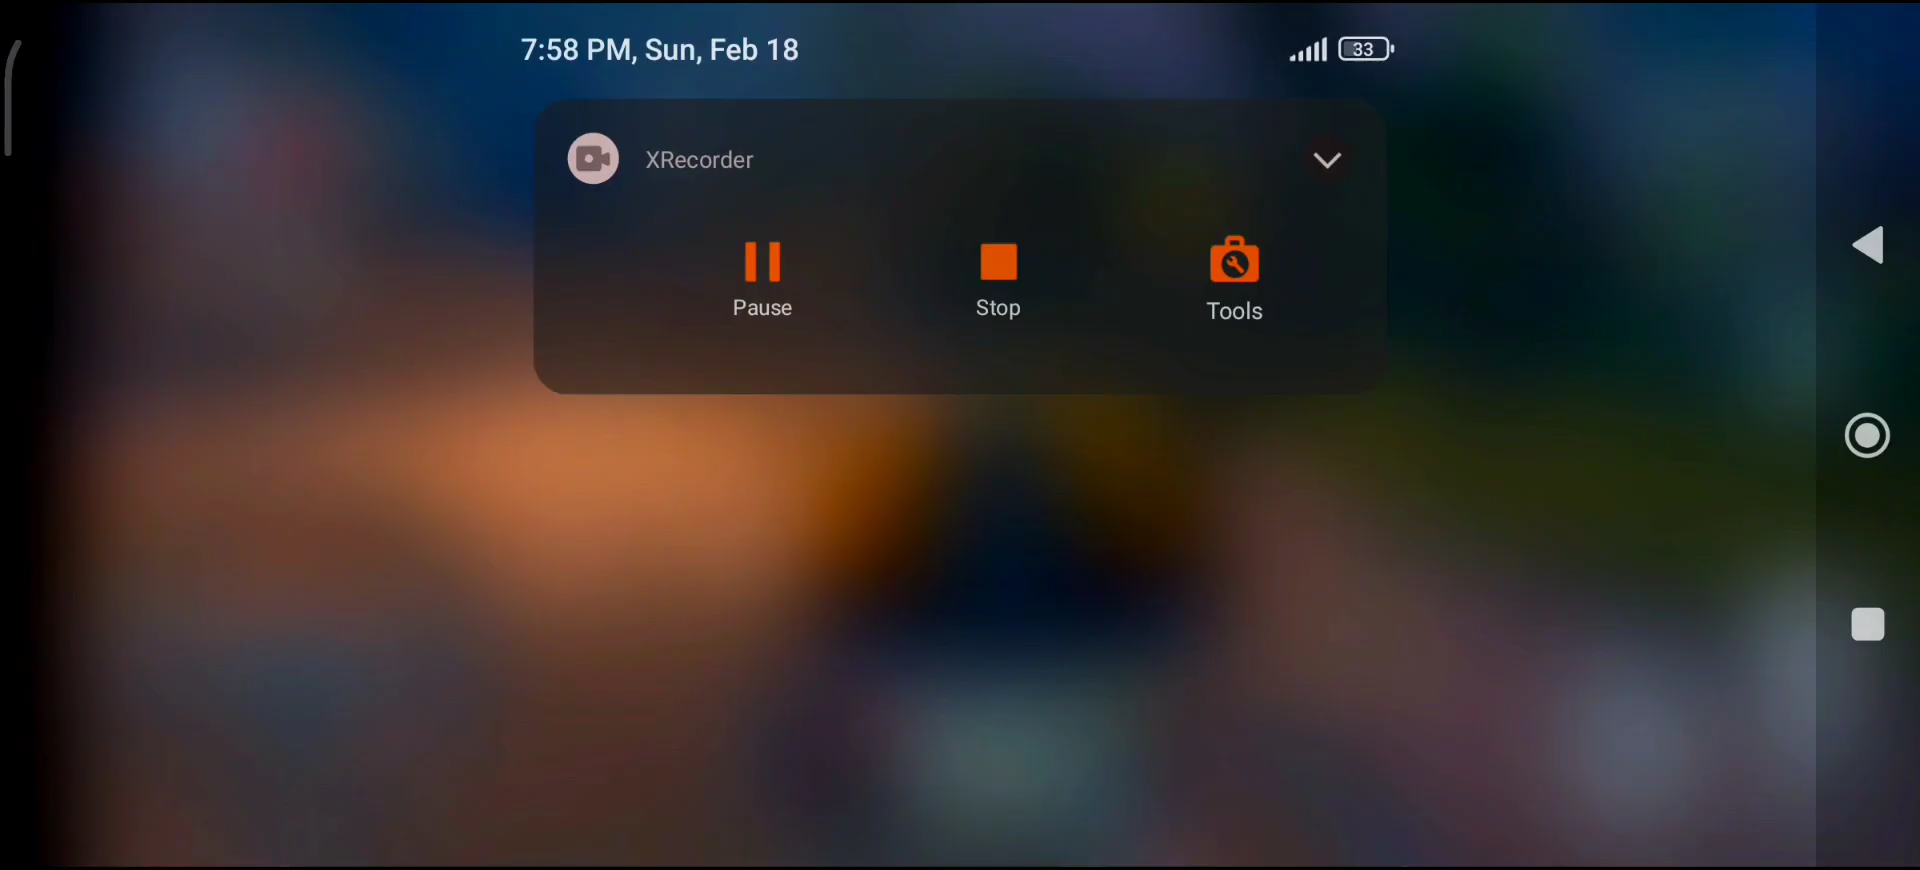 7:58 PM, Sun, Feb 18
33
XRecorder
Pause
Stop
Tools